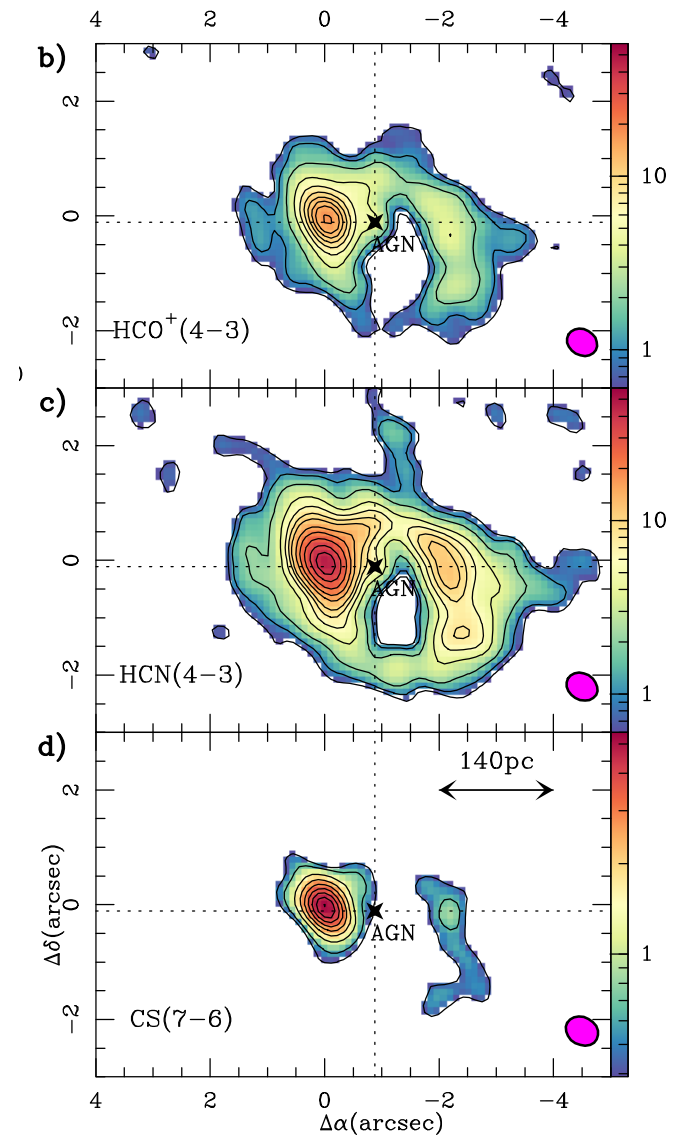 4 2 0 −2 −4
b)
2
0
−2
AGN
HCO+(4−3)
10
1
)
c)
2
0
−2
AGN
HCN(4−3)
10
1
d)
140pc
2
0
−2
AGN
CS(7−6)
1
Δδ(arcsec)
4 2 0 −2 −4
Δα(arcsec)